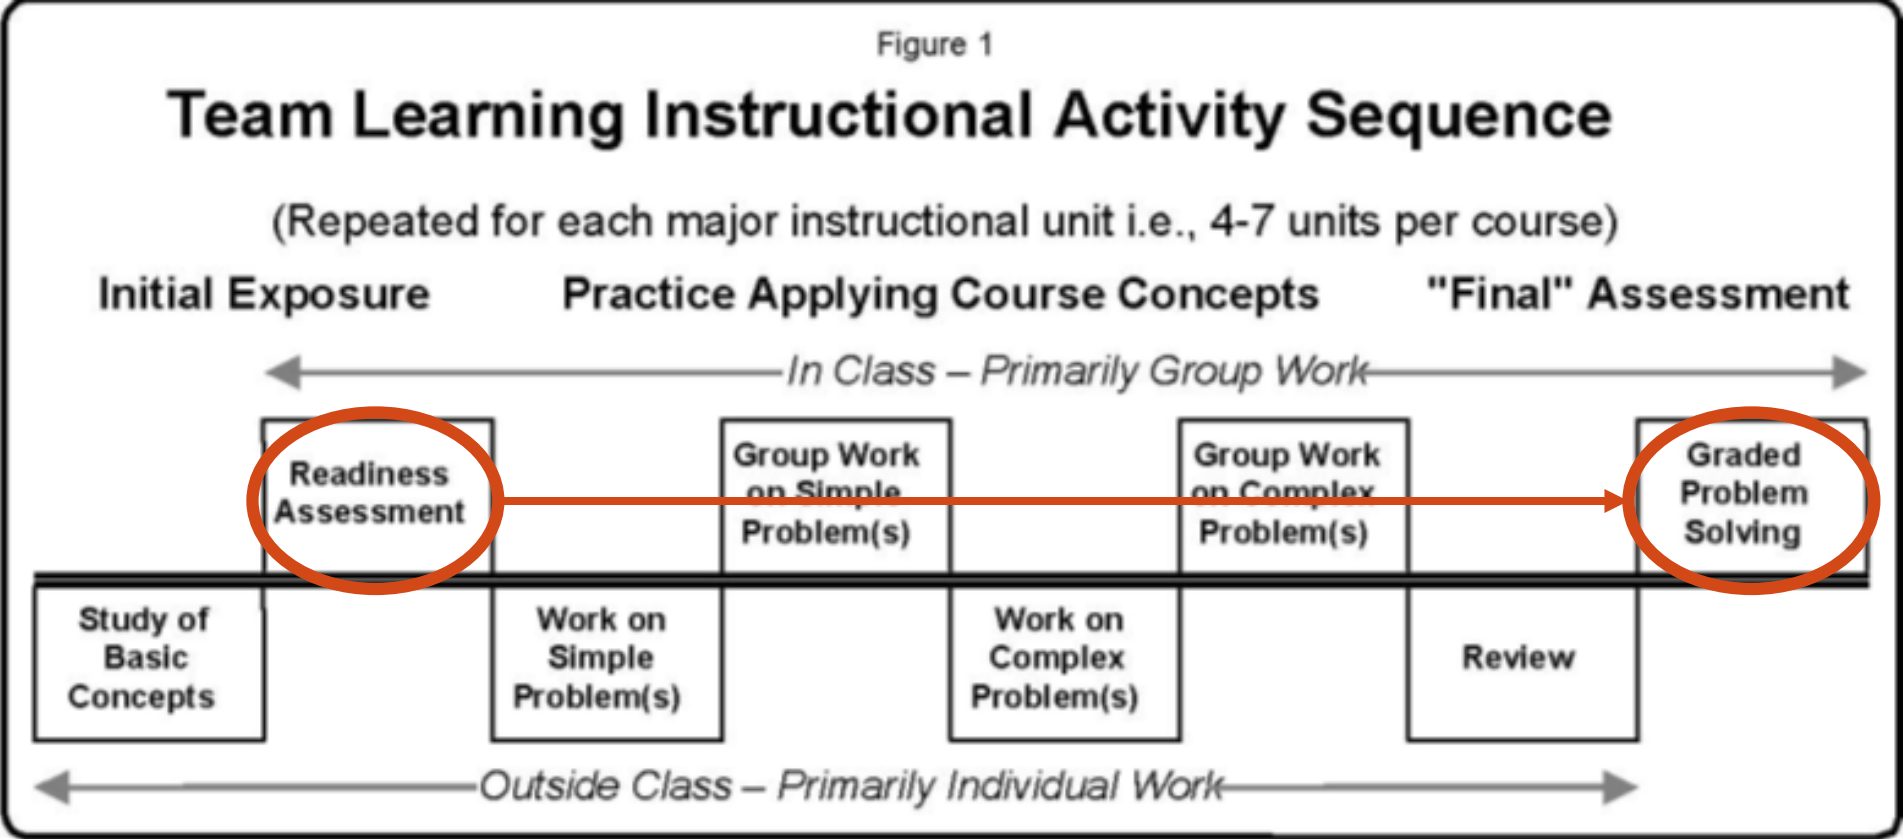 Figure 1
Team Learning Instructional Activity Sequence
(Repeated for each major instructional unit i.e., 4-7 units per course)
Initial Exposure
Practice Applying Course Concepts
"Final" Assessment
In Class – Primarily Group Work
Readiness
Assessment
Group Work
on Simple
Problem(s)
Group Work
on Complex
Problem(s)
Graded
Problem
Solving
Study of
Basic
Concepts
Work on
Simple
Problem(s)
Work on
Complex
Problem(s)
Review
Outside Class – Primarily Individual Work